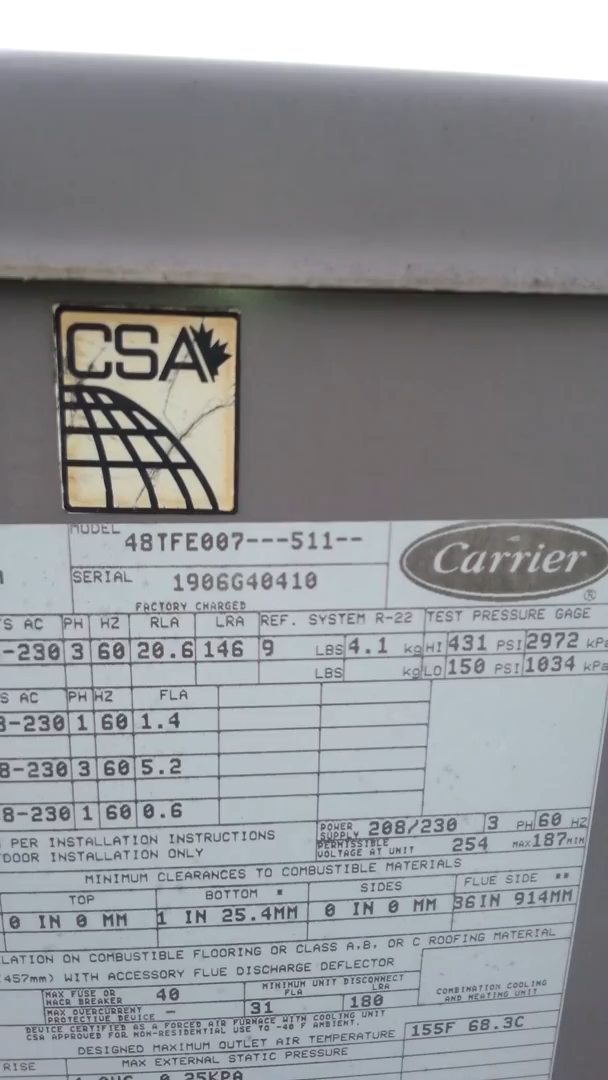 CSA
MODEL 48TFE007---511--
Carrier ®
SERIAL 1906G40410
FACTORY CHARGED
S AC PH HZ RLA LRA REF. SYSTEM R-22 TEST PRESSURE GAGE
-230 3 60 20.6 146 9 LBS 4.1 kg HI 431 PSI 2972 kPa
LBS kg LO 150 PSI 1034 kPa
S AC PH HZ FLA
8-230 1 60 1.4
8-230 3 60 5.2
8-230 1 60 0.6
POWER SUPPLY 208/230 3 PH 60 HZ
PER INSTALLATION INSTRUCTIONS
PERMISSIBLE VOLTAGE AT UNIT 254 MAX 187 MIN
DOOR INSTALLATION ONLY
MINIMUM CLEARANCES TO COMBUSTIBLE MATERIALS
TOP BOTTOM * SIDES FLUE SIDE **
0 IN 0 MM 1 IN 25.4MM 0 IN 0 MM 36IN 914MM
LATION ON COMBUSTIBLE FLOORING OR CLASS A,B, OR C ROOFING MATERIAL
457mm) WITH ACCESSORY FLUE DISCHARGE DEFLECTOR
MAX FUSE OR HACR BREAKER 40 MINIMUM UNIT DISCONNECT FLA LRA
MAX OVERCURRENT PROTECTIVE DEVICE - 31 180
COMBINATION COOLING AND HEATING UNIT
DEVICE CERTIFIED AS A FORCED AIR FURNACE WITH COOLING UNIT
CSA APPROVED FOR NON-RESIDENTIAL USE TO -40 F AMBIENT.
DESIGNED MAXIMUM OUTLET AIR TEMPERATURE 155F 68.3C
RISE MAX EXTERNAL STATIC PRESSURE
0.25KPA